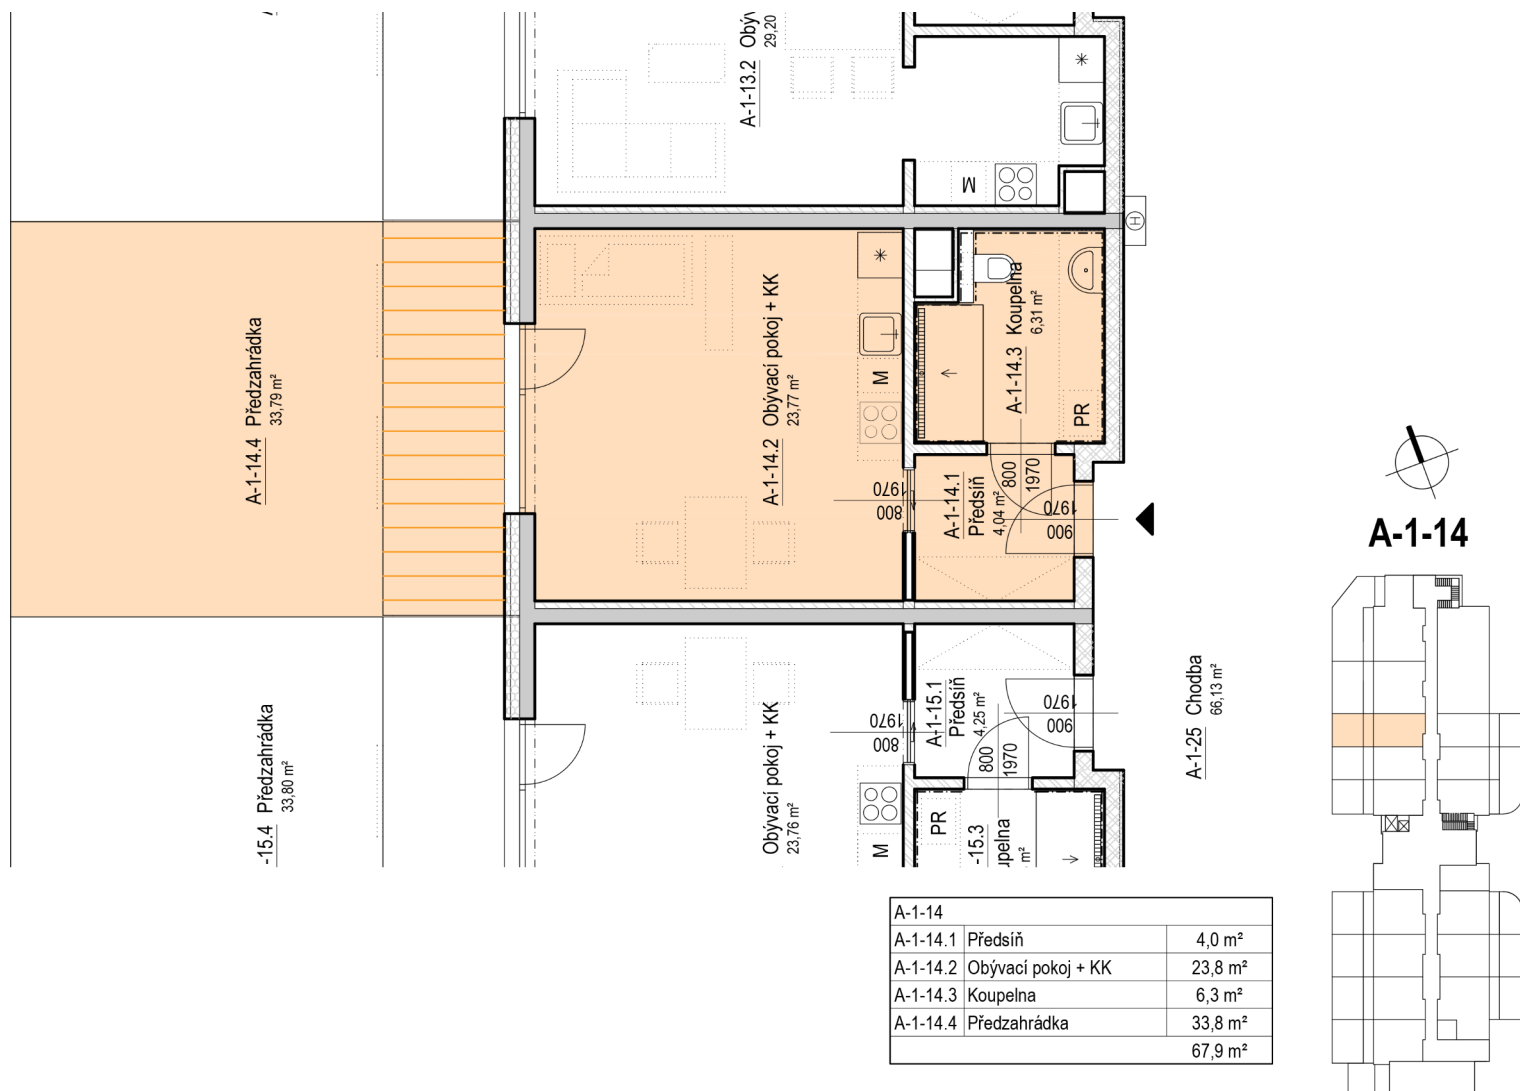 A-1-13.2 Obýv
29,20
M
H
A-1-14.4 Předzahrádka
33,79 m²
A-1-14.2 Obývací pokoj + KK
23,77 m²
M
A-1-14.3 Koupelna
6,31 m²
PR
A-1-14.1
Předsíň
4,04 m²
800
1970
1970
800
1970
900
A-1-14
-15.4 Předzahrádka
33,80 m²
Obývací pokoj + KK
23,76 m²
M
A-1-15.1
Předsíň
4,25 m²
1970
800
800
1970
1970
900
PR
-15.3
upelna
m²
A-1-25 Chodba
66,13 m²
A-1-14
A-1-14.1 Předsíň 4,0 m²
A-1-14.2 Obývací pokoj + KK 23,8 m²
A-1-14.3 Koupelna 6,3 m²
A-1-14.4 Předzahrádka 33,8 m²
67,9 m²